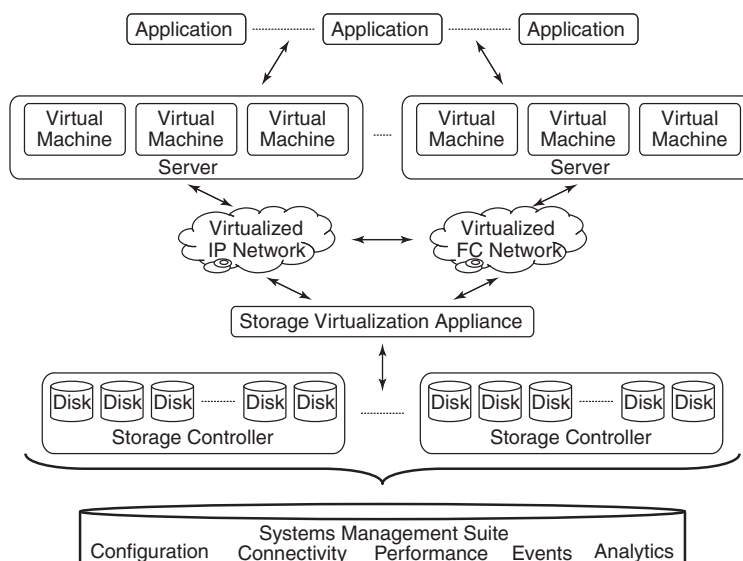 Application Application Application
Virtual Machine Virtual Machine Virtual Machine Virtual Machine Virtual Machine Virtual Machine
Server Server
Virtualized IP Network Virtualized FC Network
Storage Virtualization Appliance
Disk Disk Disk Disk Disk Disk Disk Disk Disk Disk
Storage Controller Storage Controller
Systems Management Suite
Configuration Connectivity Performance Events Analytics